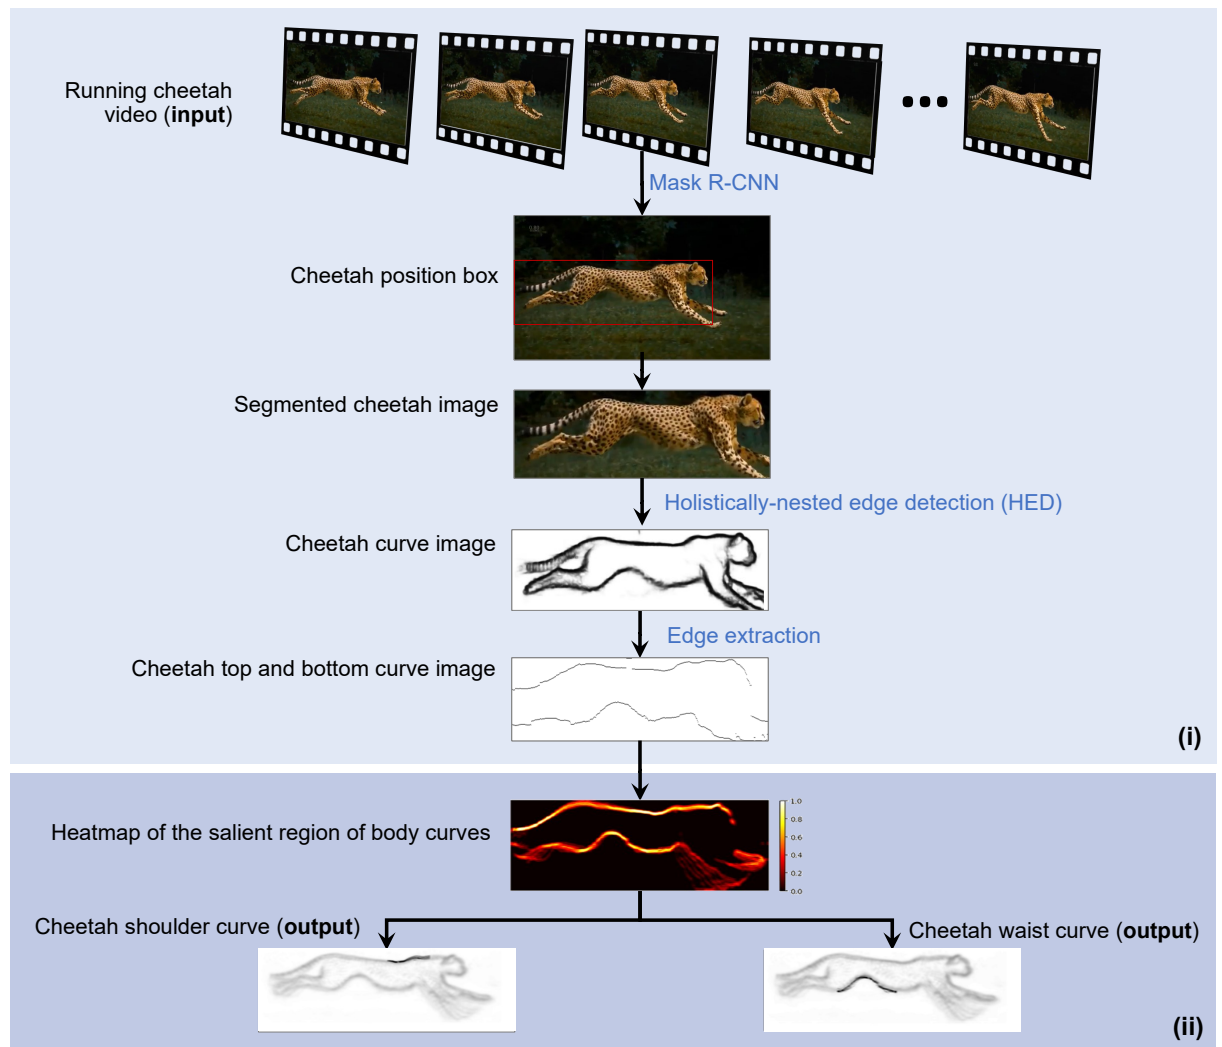 Running cheetah
video (input)
Mask R-CNN
Cheetah position box
Segmented cheetah image
Holistically-nested edge detection (HED)
Cheetah curve image
Edge extraction
Cheetah top and bottom curve image
(i)
1.0
0.8
Heatmap of the salient region of body curves
0.6
0.4
0.2
0.0
Cheetah shoulder curve (output)
Cheetah waist curve (output)
(ii)